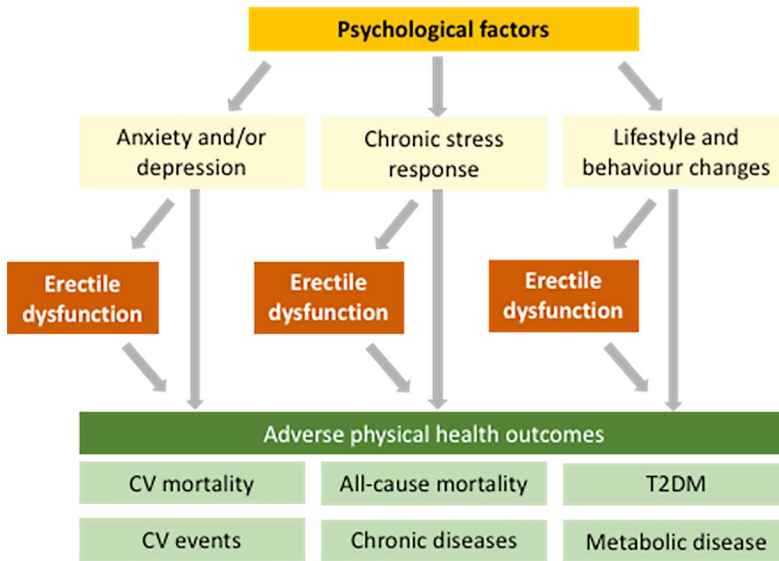 Psychological factors
Anxiety and/or
depression
Chronic stress
response
Lifestyle and
behaviour changes
Erectile
dysfunction
Erectile
dysfunction
Erectile
dysfunction
Adverse physical health outcomes
CV mortality
All-cause mortality
T2DM
CV events
Chronic diseases
Metabolic disease